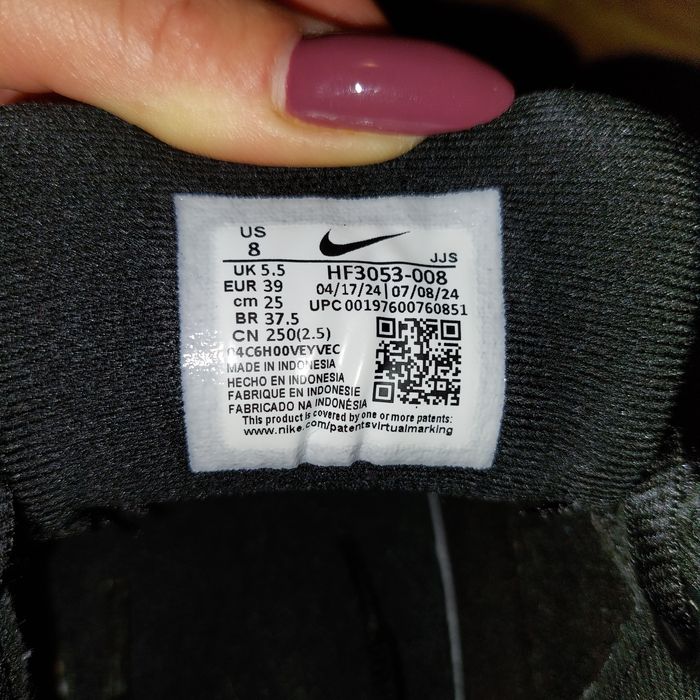 US
8
JJS
UK 5.5
HF3053-008
EUR 39
04/17/24 | 07/08/24
cm 25
UPC 00197600760851
BR 37.5
CN 250(2.5)
04C6H00VEYVEC
MADE IN INDONESIA
HECHO EN INDONESIA
FABRIQUE EN INDONESIE
FABRICADO NA INDONÉSIA
This product is covered by one or more patents:
www.nike.com/patentsvirtualmarking